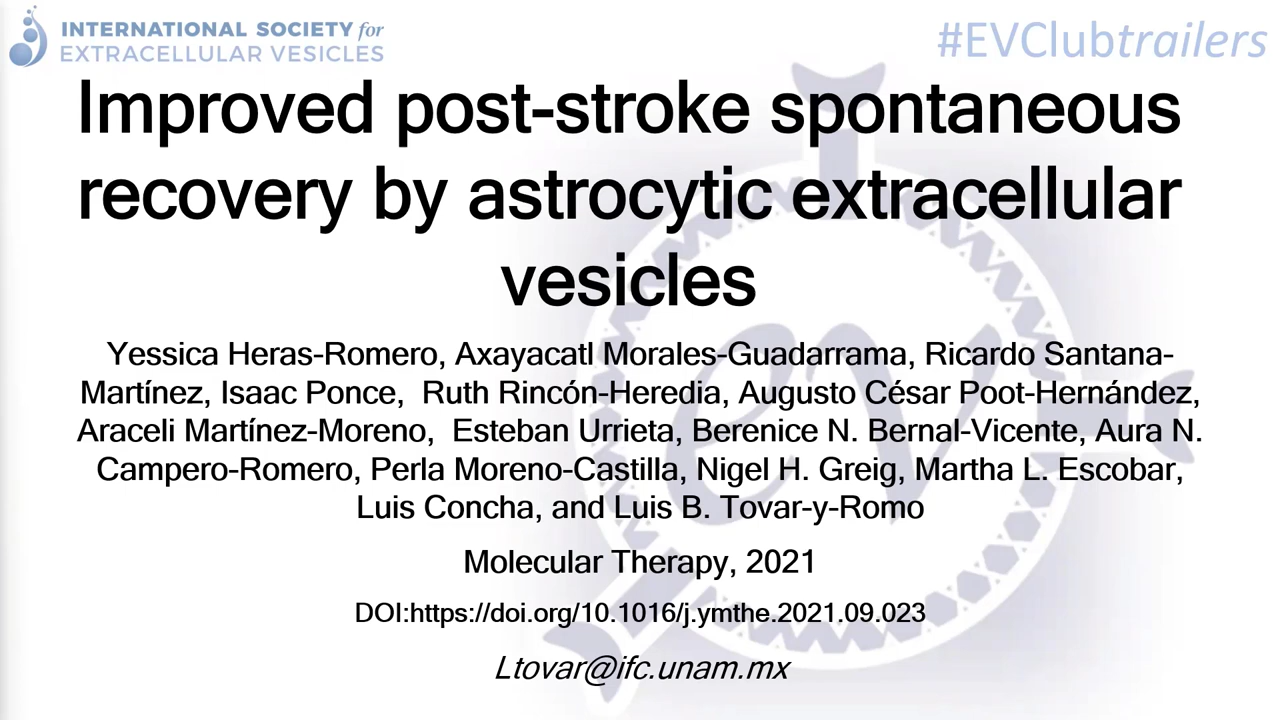 INTERNATIONAL SOCIETY for
EXTRACELLULAR VESICLES
#EVClubtrailers
Improved post-stroke spontaneous
recovery by astrocytic extracellular
vesicles
Yessica Heras-Romero, Axayacatl Morales-Guadarrama, Ricardo Santana-
Martínez, Isaac Ponce, Ruth Rincón-Heredia, Augusto César Poot-Hernández,
Araceli Martínez-Moreno, Esteban Urrieta, Berenice N. Bernal-Vicente, Aura N.
Campero-Romero, Perla Moreno-Castilla, Nigel H. Greig, Martha L. Escobar,
Luis Concha, and Luis B. Tovar-y-Romo
Molecular Therapy, 2021
DOI:https://doi.org/10.1016/j.ymthe.2021.09.023
Ltovar@ifc.unam.mx
ev